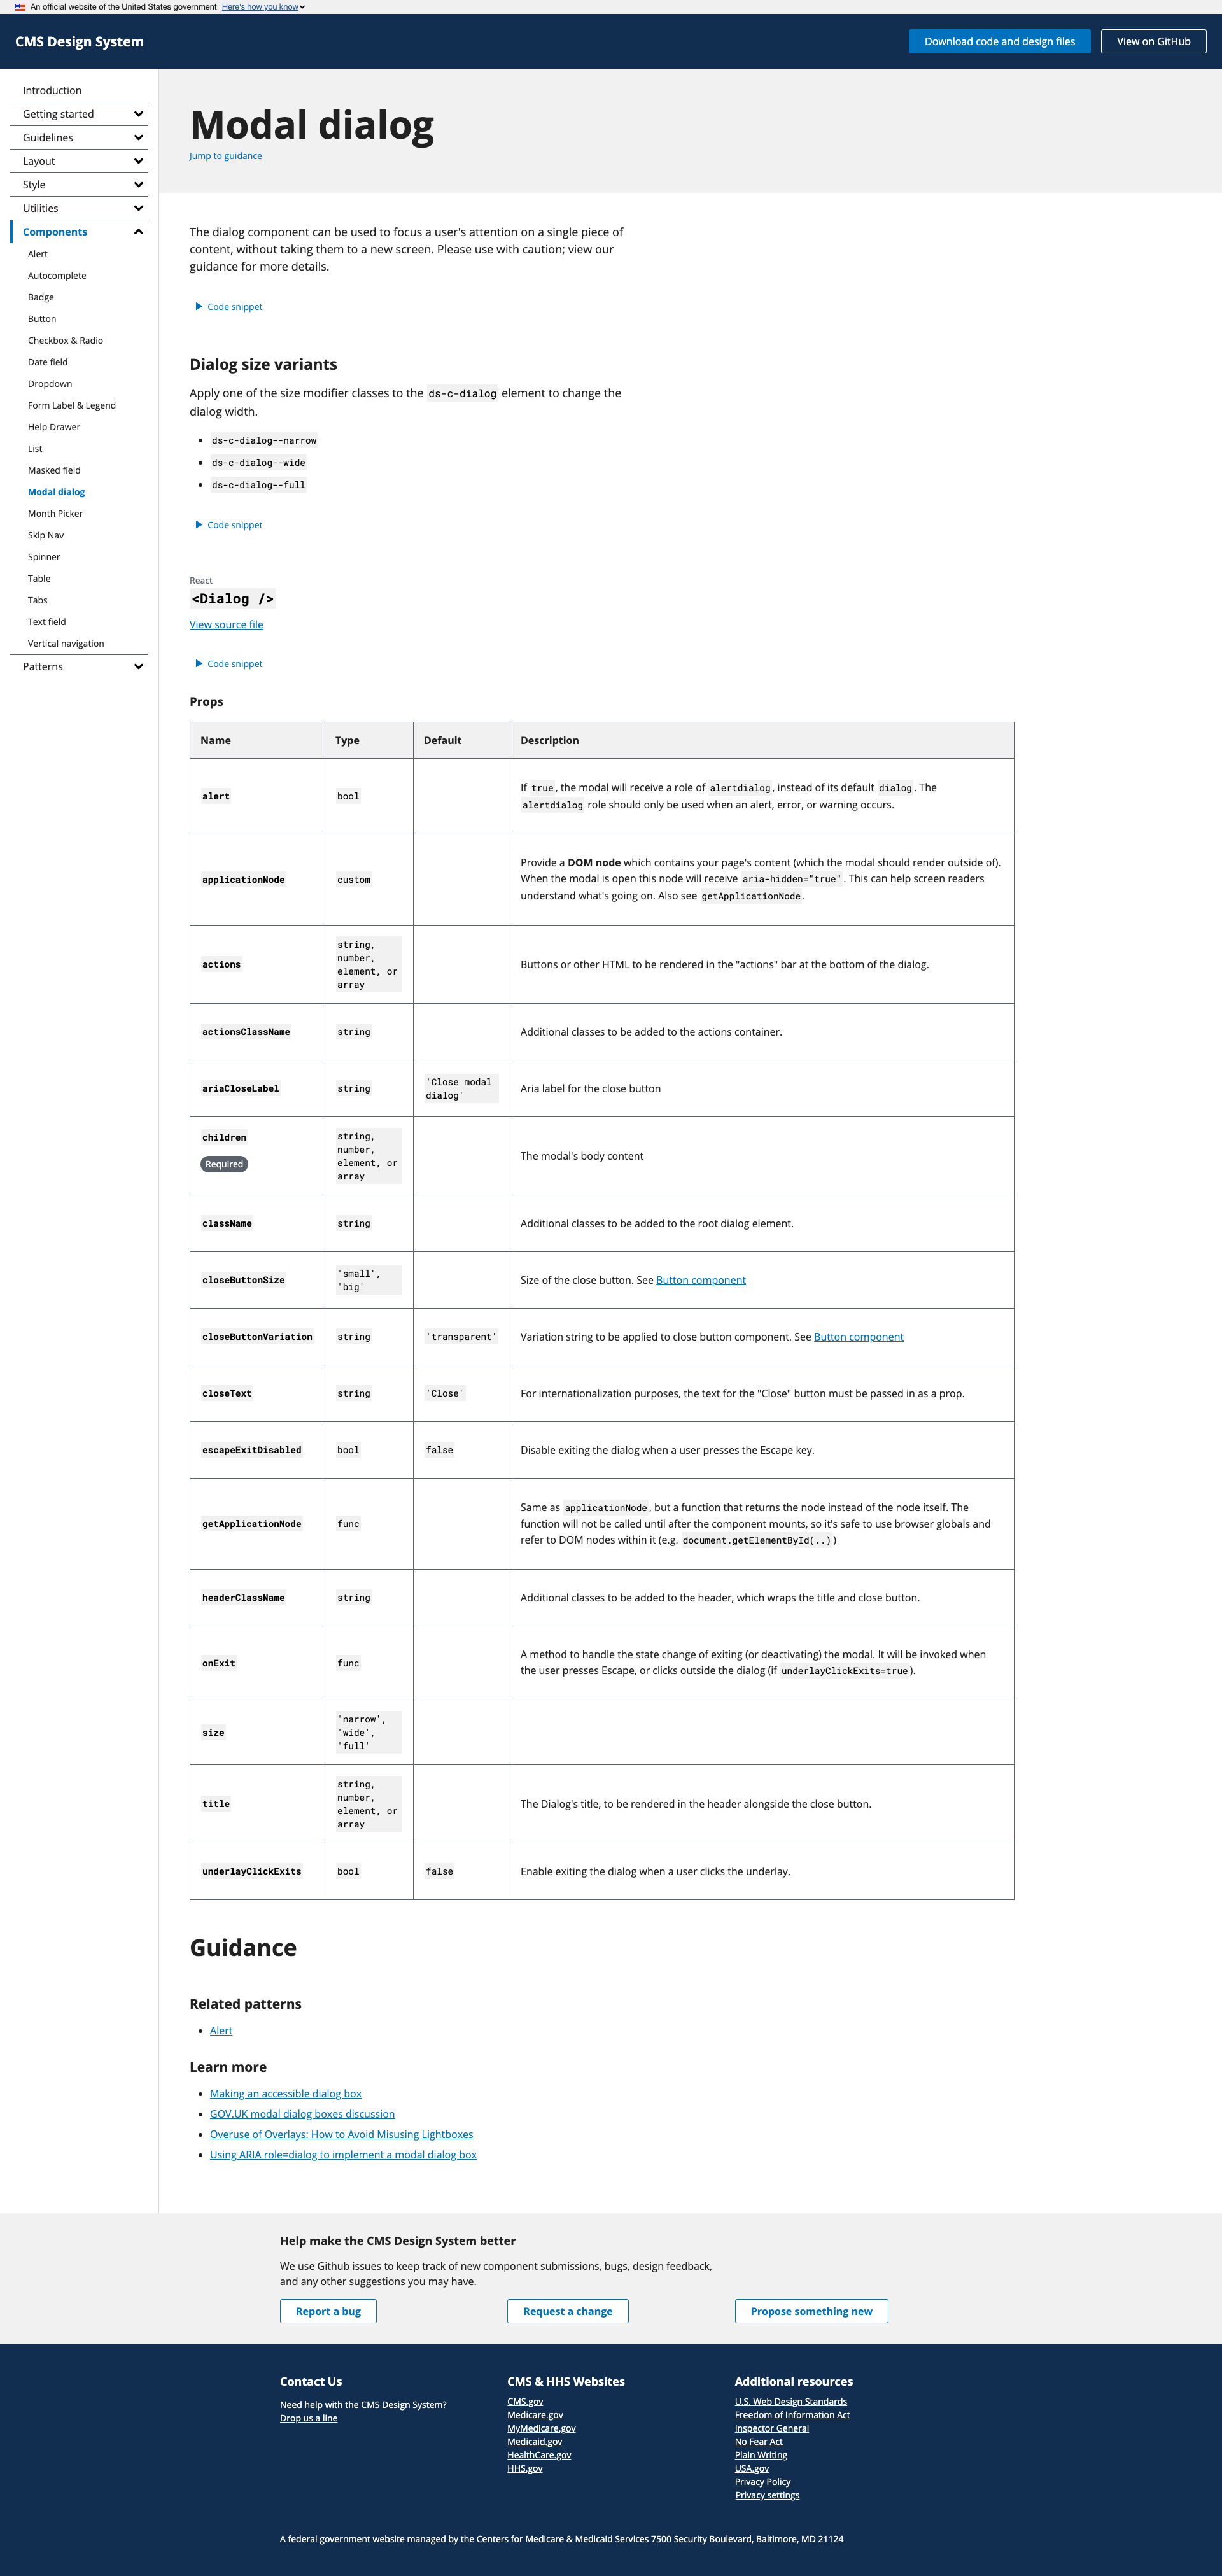 An official website of the United States government Here's how you know
CMS Design System
Download code and design files
View on GitHub
Introduction
Getting started
Guidelines
Layout
Style
Utilities
Components
Alert
Autocomplete
Badge
Button
Checkbox & Radio
Date field
Dropdown
Form Label & Legend
Help Drawer
List
Masked field
Modal dialog
Month Picker
Skip Nav
Spinner
Table
Tabs
Text field
Vertical navigation
Patterns
Modal dialog
Jump to guidance
The dialog component can be used to focus a user's attention on a single piece of
content, without taking them to a new screen. Please use with caution; view our
guidance for more details.
Code snippet
Dialog size variants
Apply one of the size modifier classes to the ds-c-dialog element to change the
dialog width.
ds-c-dialog--narrow
ds-c-dialog--wide
ds-c-dialog--full
Code snippet
React
<Dialog />
View source file
Code snippet
Props
Name Type Default Description
alert bool If true, the modal will receive a role of alertdialog, instead of its default dialog. The
alertdialog role should only be used when an alert, error, or warning occurs.
applicationNode custom Provide a DOM node which contains your page's content (which the modal should render outside of).
When the modal is open this node will receive aria-hidden="true". This can help screen readers
understand what's going on. Also see getApplicationNode.
actions
string,
number,
element, or
array
Buttons or other HTML to be rendered in the "actions" bar at the bottom of the dialog.
actionsClassName string Additional classes to be added to the actions container.
ariaCloseLabel string
'Close modal
dialog'
Aria label for the close button
children
Required
string,
number,
element, or
array
The modal's body content
className string Additional classes to be added to the root dialog element.
closeButtonSize
'small',
'big'
Size of the close button. See Button component
closeButtonVariation string 'transparent' Variation string to be applied to close button component. See Button component
closeText string 'Close' For internationalization purposes, the text for the "Close" button must be passed in as a prop.
escapeExitDisabled bool false Disable exiting the dialog when a user presses the Escape key.
getApplicationNode func Same as applicationNode, but a function that returns the node instead of the node itself. The
function will not be called until after the component mounts, so it's safe to use browser globals and
refer to DOM nodes within it (e.g. document.getElementById(..))
headerClassName string Additional classes to be added to the header, which wraps the title and close button.
onExit func A method to handle the state change of exiting (or deactivating) the modal. It will be invoked when
the user presses Escape, or clicks outside the dialog (if underlayClickExits=true).
size
'narrow',
'wide',
'full'
title
string,
number,
element, or
array
The Dialog's title, to be rendered in the header alongside the close button.
underlayClickExits bool false Enable exiting the dialog when a user clicks the underlay.
Guidance
Related patterns
Alert
Learn more
Making an accessible dialog box
GOV.UK modal dialog boxes discussion
Overuse of Overlays: How to Avoid Misusing Lightboxes
Using ARIA role=dialog to implement a modal dialog box
Help make the CMS Design System better
We use Github issues to keep track of new component submissions, bugs, design feedback,
and any other suggestions you may have.
Report a bug
Request a change
Propose something new
Contact Us
Need help with the CMS Design System?
Drop us a line
CMS & HHS Websites
CMS.gov
Medicare.gov
MyMedicare.gov
Medicaid.gov
HealthCare.gov
HHS.gov
Additional resources
U.S. Web Design Standards
Freedom of Information Act
Inspector General
No Fear Act
Plain Writing
USA.gov
Privacy Policy
Privacy settings
A federal government website managed by the Centers for Medicare & Medicaid Services 7500 Security Boulevard, Baltimore, MD 21124